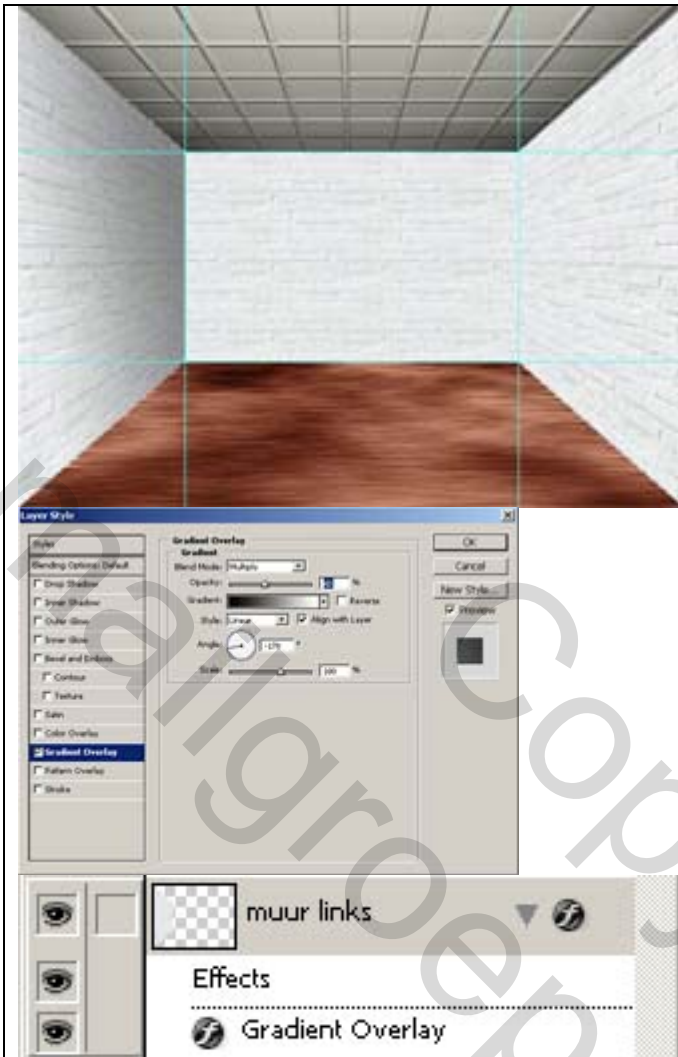 Layer Style
Styles
Blending Options: Default
Drop Shadow
Inner Shadow
Outer Glow
Inner Glow
Bevel and Emboss
Contour
Texture
Satin
Color Overlay
Gradient Overlay
Pattern Overlay
Stroke
Gradient Overlay
Gradient
Blend Mode: Multiply
Opacity: %
Gradient: Reverse
Style: Linear Align with Layer
Angle: °
Scale: 100 %
OK
Cancel
New Style...
Preview
muur links
Effects
Gradient Overlay